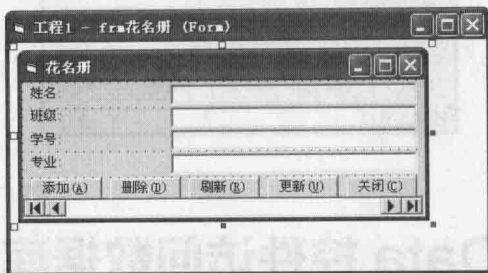 工程1 - frm花名册 (Form)
花名册
姓名:
班级:
学号:
专业:
添加(A) 删除(D) 刷新(R) 更新(U) 关闭(C)